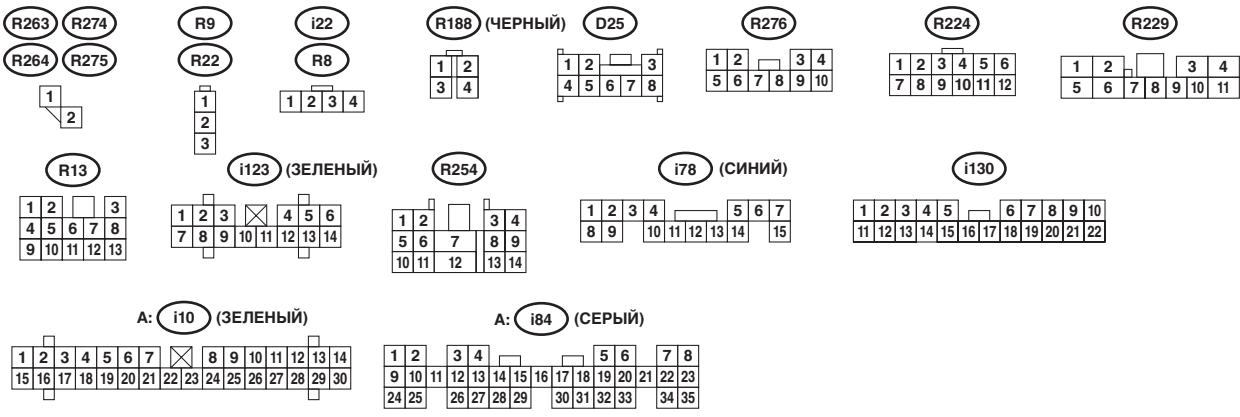 R263 R274 R9 i22 R188 (ЧЕРНЫЙ) D25 R276 R224 R229
R264 R275 R22 R8
1 2 3 4 5 6
1 2 1 2 3 1 2 3 4 1 2 3 4
1 1 1 2 3 4 3 4 4 5 6 7 8 5 6 7 8 9 10 7 8 9 10 11 12 5 6 7 8 9 10 11
2 2
3
R13 i123 (ЗЕЛЕНЫЙ) R254 i78 (СИНИЙ) i130
1 2 3 1 2 3 4 5 6 1 2 3 4 1 2 3 4 5 6 7 1 2 3 4 5 6 7 8 9 10
4 5 6 7 8 7 8 9 10 11 12 13 14 5 6 7 8 9 8 9 10 11 12 13 14 15 11 12 13 14 15 16 17 18 19 20 21 22
9 10 11 12 13 10 11 12 13 14
A: i10 (ЗЕЛЕНЫЙ) A: i84 (СЕРЫЙ)
1 2 3 4 5 6 7 8 9 10 11 12 13 14 1 2 3 4 5 6 7 8
15 16 17 18 19 20 21 22 23 24 25 26 27 28 29 30 9 10 11 12 13 14 15 16 17 18 19 20 21 22 23
24 25 26 27 28 29 30 31 32 33 34 35